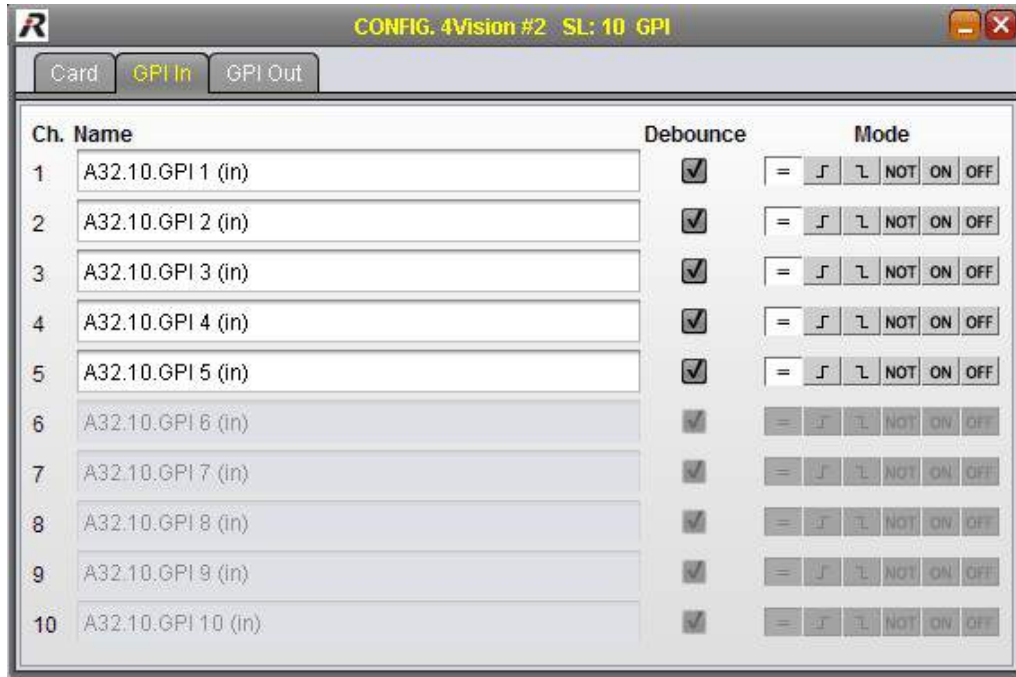 CONFIG. 4Vision #2 SL: 10 GPI
Card GPI In GPI Out
Ch. Name Debounce Mode
1 A32.10.GPI 1 (in) = NOT ON OFF
2 A32.10.GPI 2 (in) = NOT ON OFF
3 A32.10.GPI 3 (in) = NOT ON OFF
4 A32.10.GPI 4 (in) = NOT ON OFF
5 A32.10.GPI 5 (in) = NOT ON OFF
6 A32.10.GPI 6 (in) = NOT ON OFF
7 A32.10.GPI 7 (in) = NOT ON OFF
8 A32.10.GPI 8 (in) = NOT ON OFF
9 A32.10.GPI 9 (in) = NOT ON OFF
10 A32.10.GPI 10 (in) = NOT ON OFF